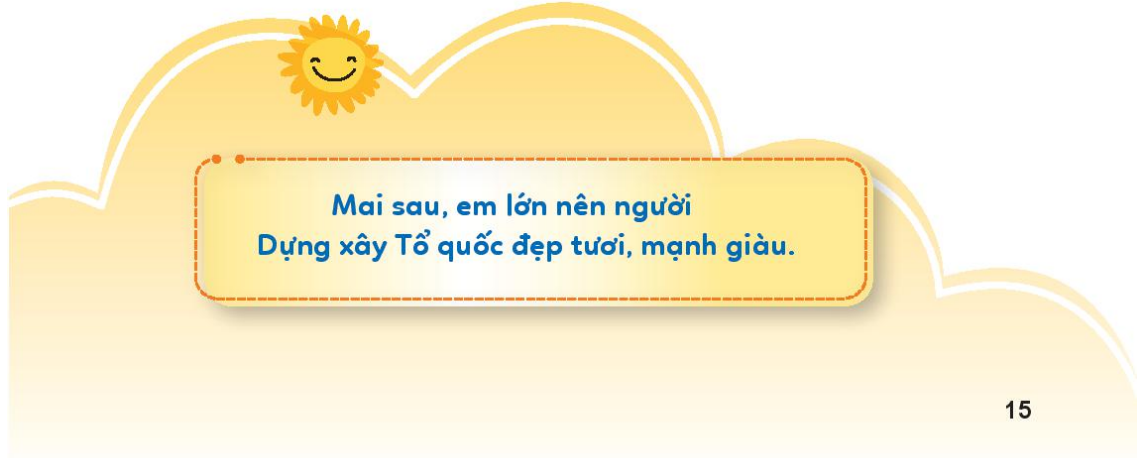 Mai sau, em lớn nên người
Dựng xây Tổ quốc đẹp tươi, mạnh giàu.
15